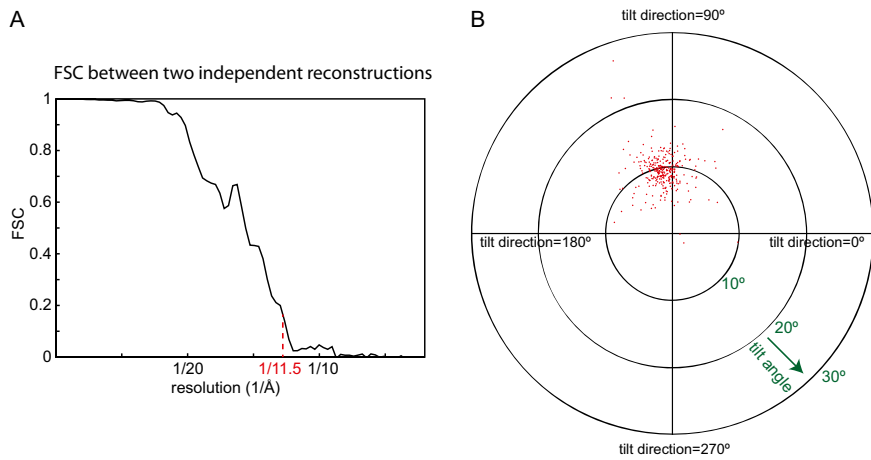 A
FSC between two independent reconstructions
1
0.8
0.6
0.4
0.2
0
FSC
1/20
1/11.5
1/10
resolution (1/Å)
B
tilt direction=90º
tilt direction=180º
tilt direction=0º
10º
20º
30º
tilt angle
tilt direction=270º